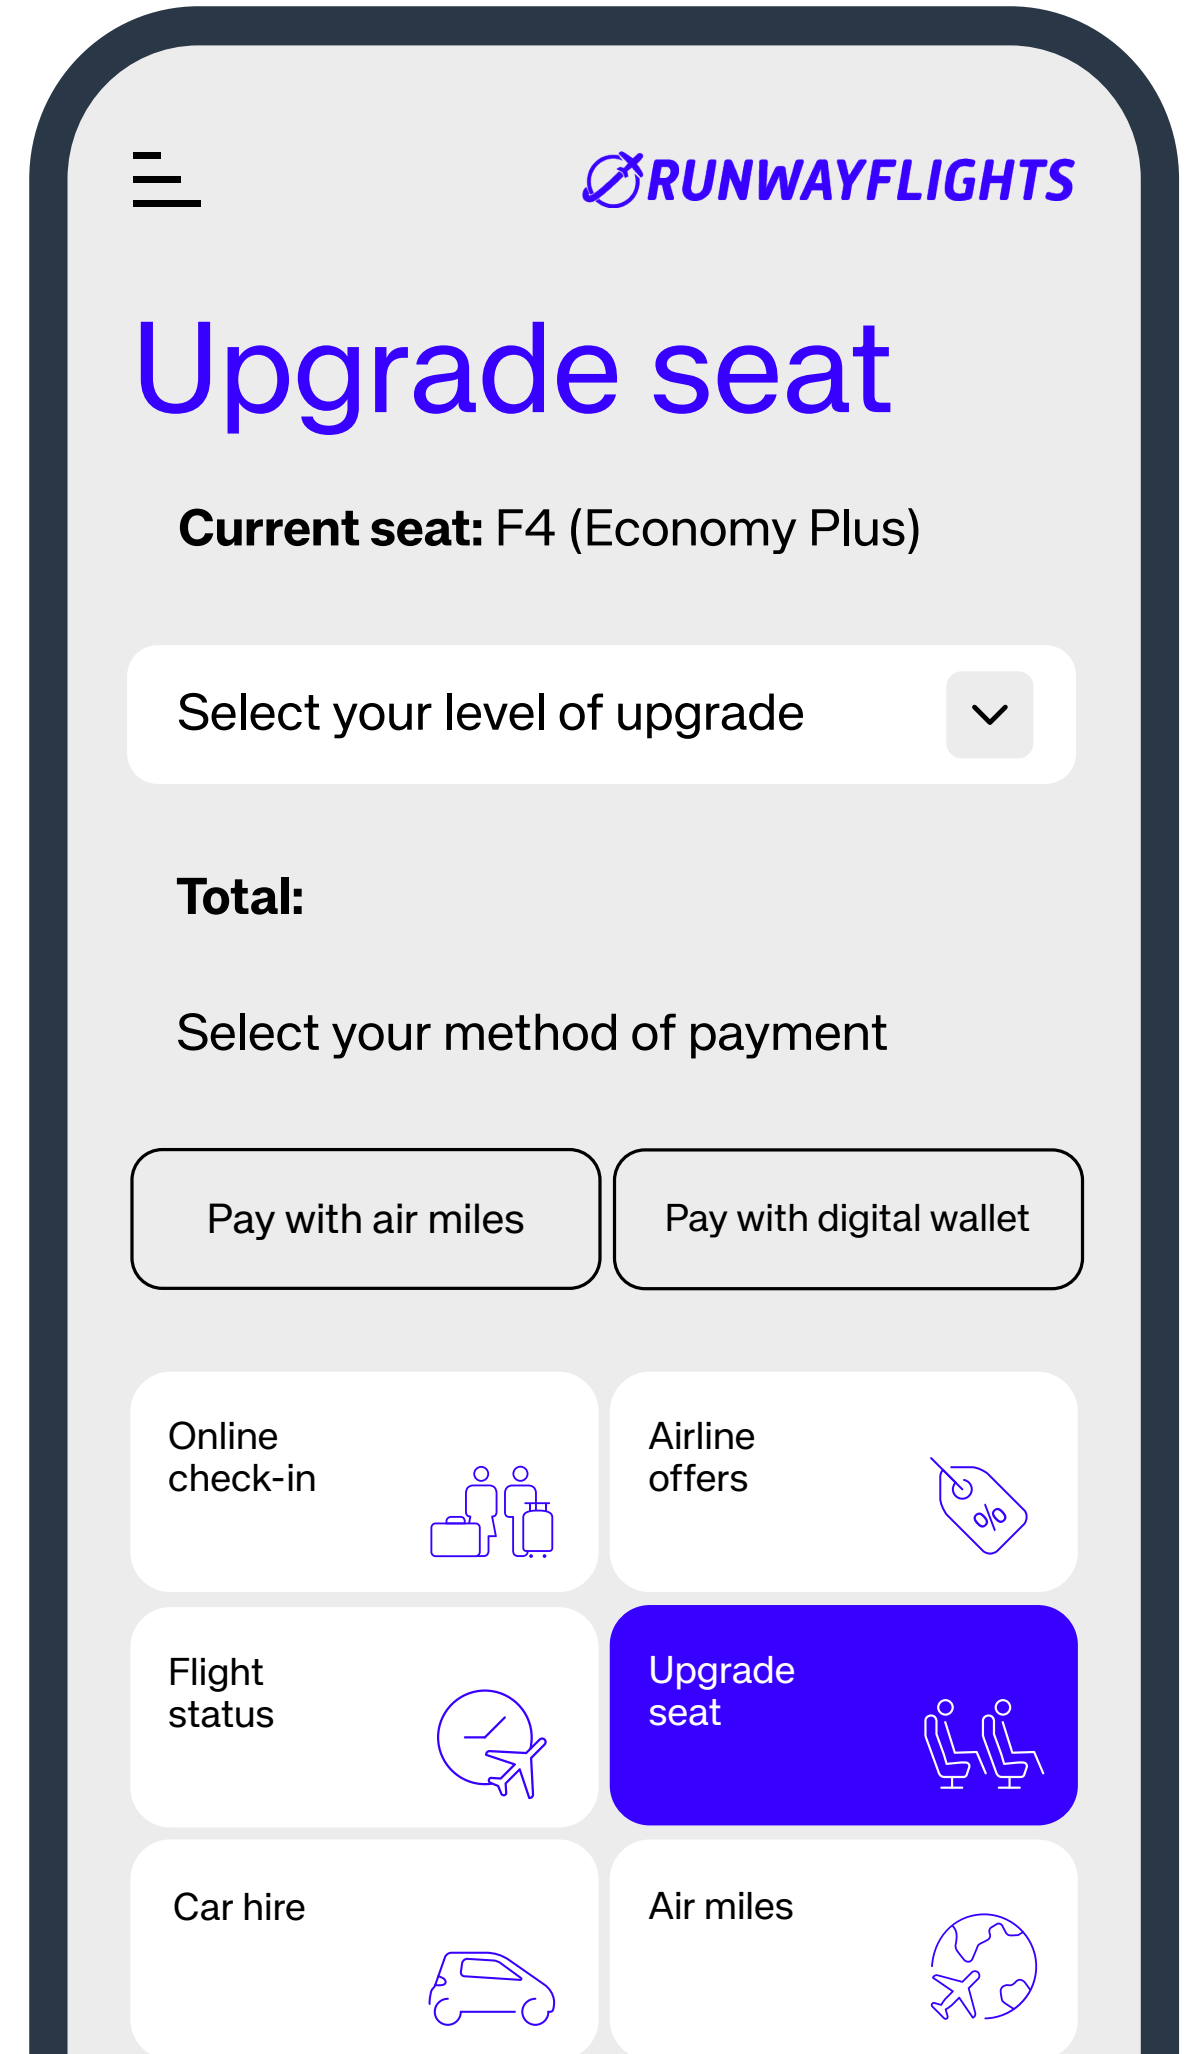 RUNWAYFLIGHTS
Upgrade seat
Current seat: F4 (Economy Plus)
Select your level of upgrade
Total:
Select your method of payment
Pay with air miles
Pay with digital wallet
Online
check-in
Airline
offers
%
Flight
status
Upgrade
seat
Car hire
Air miles